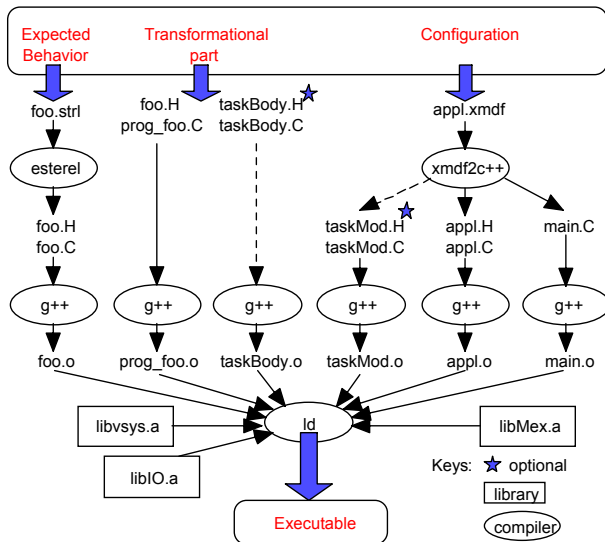 Expected Behavior
Transformational part
Configuration
foo.strl
foo.H
prog_foo.C
taskBody.H
taskBody.C
appl.xmdf
esterel
xmdf2c++
foo.H
foo.C
taskMod.H
taskMod.C
appl.H
appl.C
main.C
g++
g++
g++
g++
g++
g++
foo.o
prog_foo.o
taskBody.o
taskMod.o
appl.o
main.o
libvsys.a
ld
libMex.a
libIO.a
Keys:
optional
library
compiler
Executable